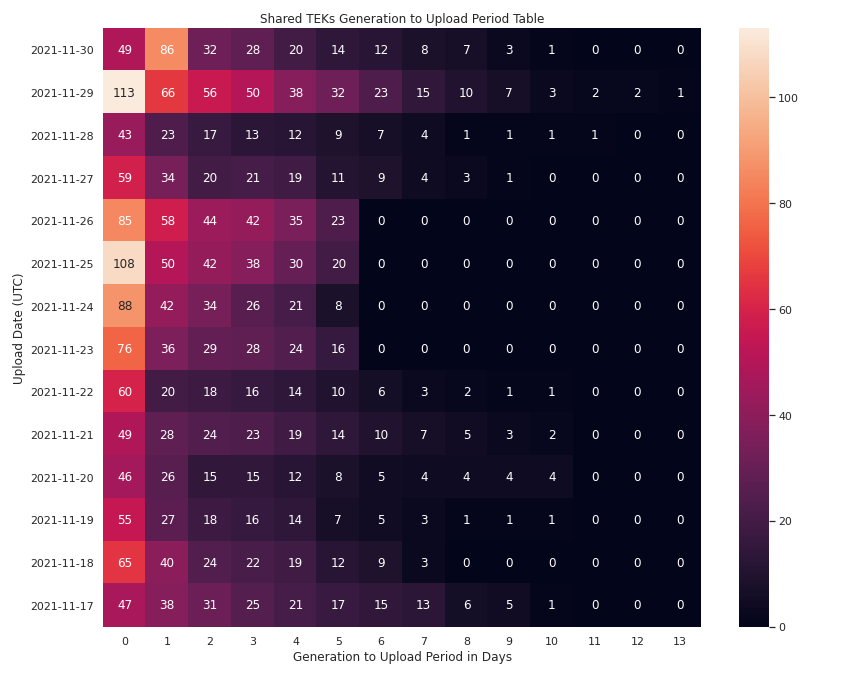 Shared TEKs Generation to Upload Period Table
Upload Date (UTC)
2021-11-30 49 86 32 28 20 14 12 8 7 3 1 0 0 0
2021-11-29 113 66 56 50 38 32 23 15 10 7 3 2 2 1
2021-11-28 43 23 17 13 12 9 7 4 1 1 1 1 0 0
2021-11-27 59 34 20 21 19 11 9 4 3 1 0 0 0 0
2021-11-26 85 58 44 42 35 23 0 0 0 0 0 0 0 0
2021-11-25 108 50 42 38 30 20 0 0 0 0 0 0 0 0
2021-11-24 88 42 34 26 21 8 0 0 0 0 0 0 0 0
2021-11-23 76 36 29 28 24 16 0 0 0 0 0 0 0 0
2021-11-22 60 20 18 16 14 10 6 3 2 1 1 0 0 0
2021-11-21 49 28 24 23 19 14 10 7 5 3 2 0 0 0
2021-11-20 46 26 15 15 12 8 5 4 4 4 4 0 0 0
2021-11-19 55 27 18 16 14 7 5 3 1 1 1 0 0 0
2021-11-18 65 40 24 22 19 12 9 3 0 0 0 0 0 0
2021-11-17 47 38 31 25 21 17 15 13 6 5 1 0 0 0
0 1 2 3 4 5 6 7 8 9 10 11 12 13
Generation to Upload Period in Days
100
80
60
40
20
0